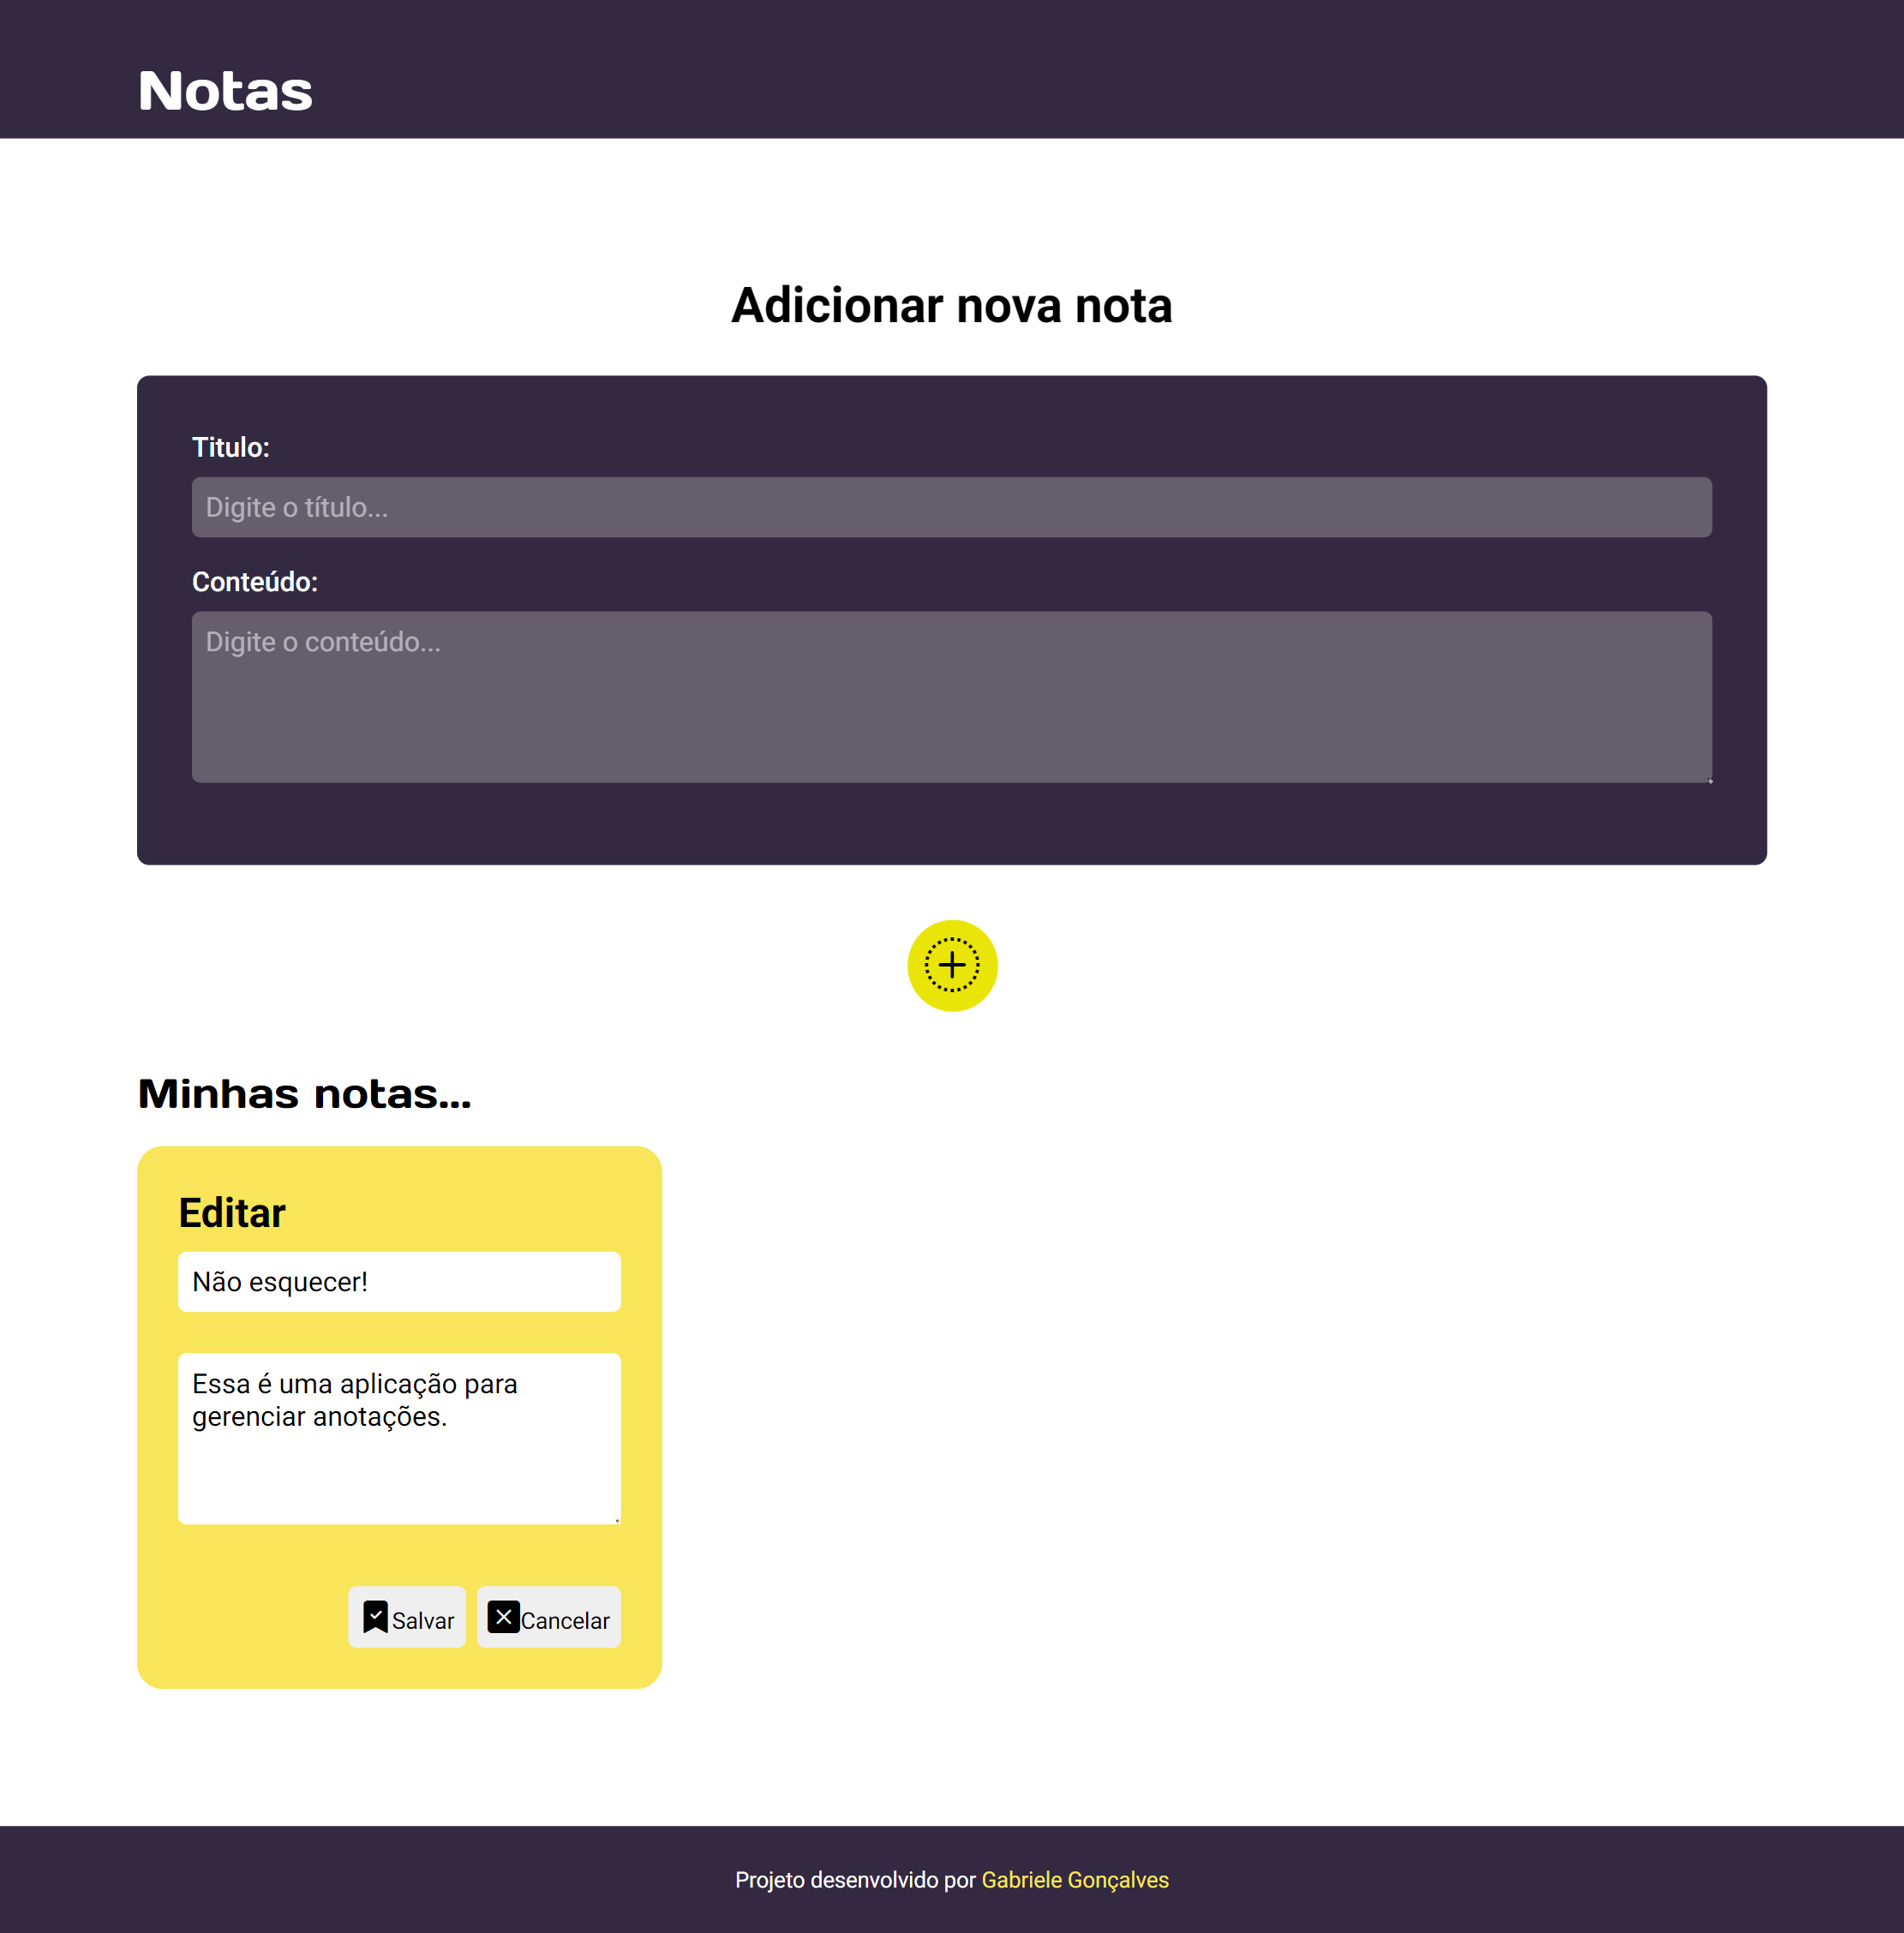 Notas
Adicionar nova nota
Titulo:
Digite o título...
Conteúdo:
Digite o conteúdo...
Minhas notas...
Editar
Não esquecer!
Essa é uma aplicação para
gerenciar anotações.
Salvar Cancelar
Projeto desenvolvido por Gabriele Gonçalves